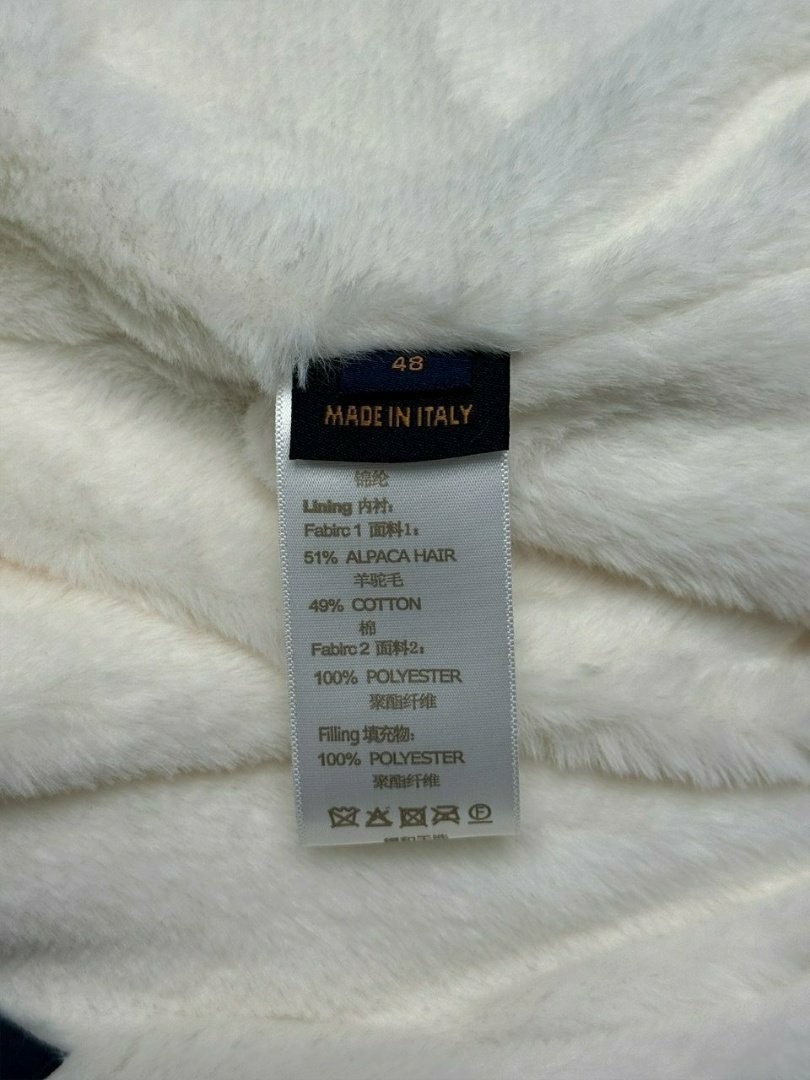 48
MADE IN ITALY
锦纶
Lining 内衬:
Fabirc 1 面料1:
51% ALPACA HAIR
羊驼毛
49% COTTON
棉
Fabirc 2 面料2:
100% POLYESTER
聚酯纤维
Filling 填充物:
100% POLYESTER
聚酯纤维
F